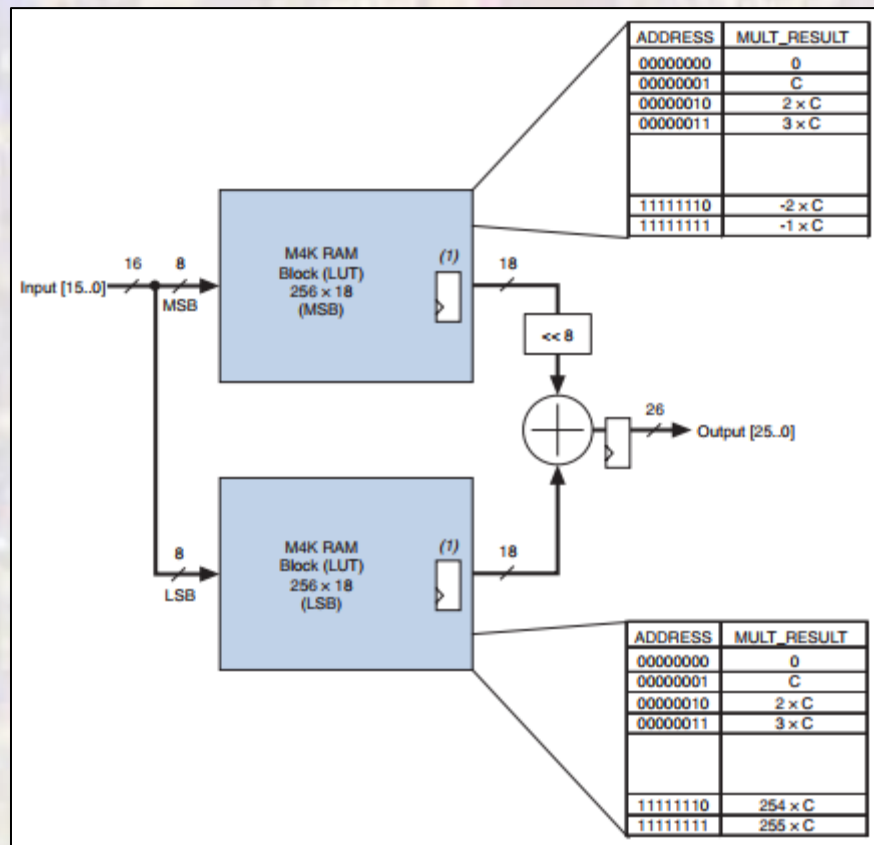 ADDRESS MULT_RESULT
00000000 0
00000001 C
00000010 2 × C
00000011 3 × C
11111110 -2 × C
11111111 -1 × C
Input [15..0]
16
8
MSB
M4K RAM
Block (LUT)
256 × 18
(MSB)
(1)
18
<< 8
26
Output [25..0]
8
LSB
M4K RAM
Block (LUT)
256 × 18
(LSB)
(1)
18
ADDRESS MULT_RESULT
00000000 0
00000001 C
00000010 2 × C
00000011 3 × C
11111110 254 × C
11111111 255 × C